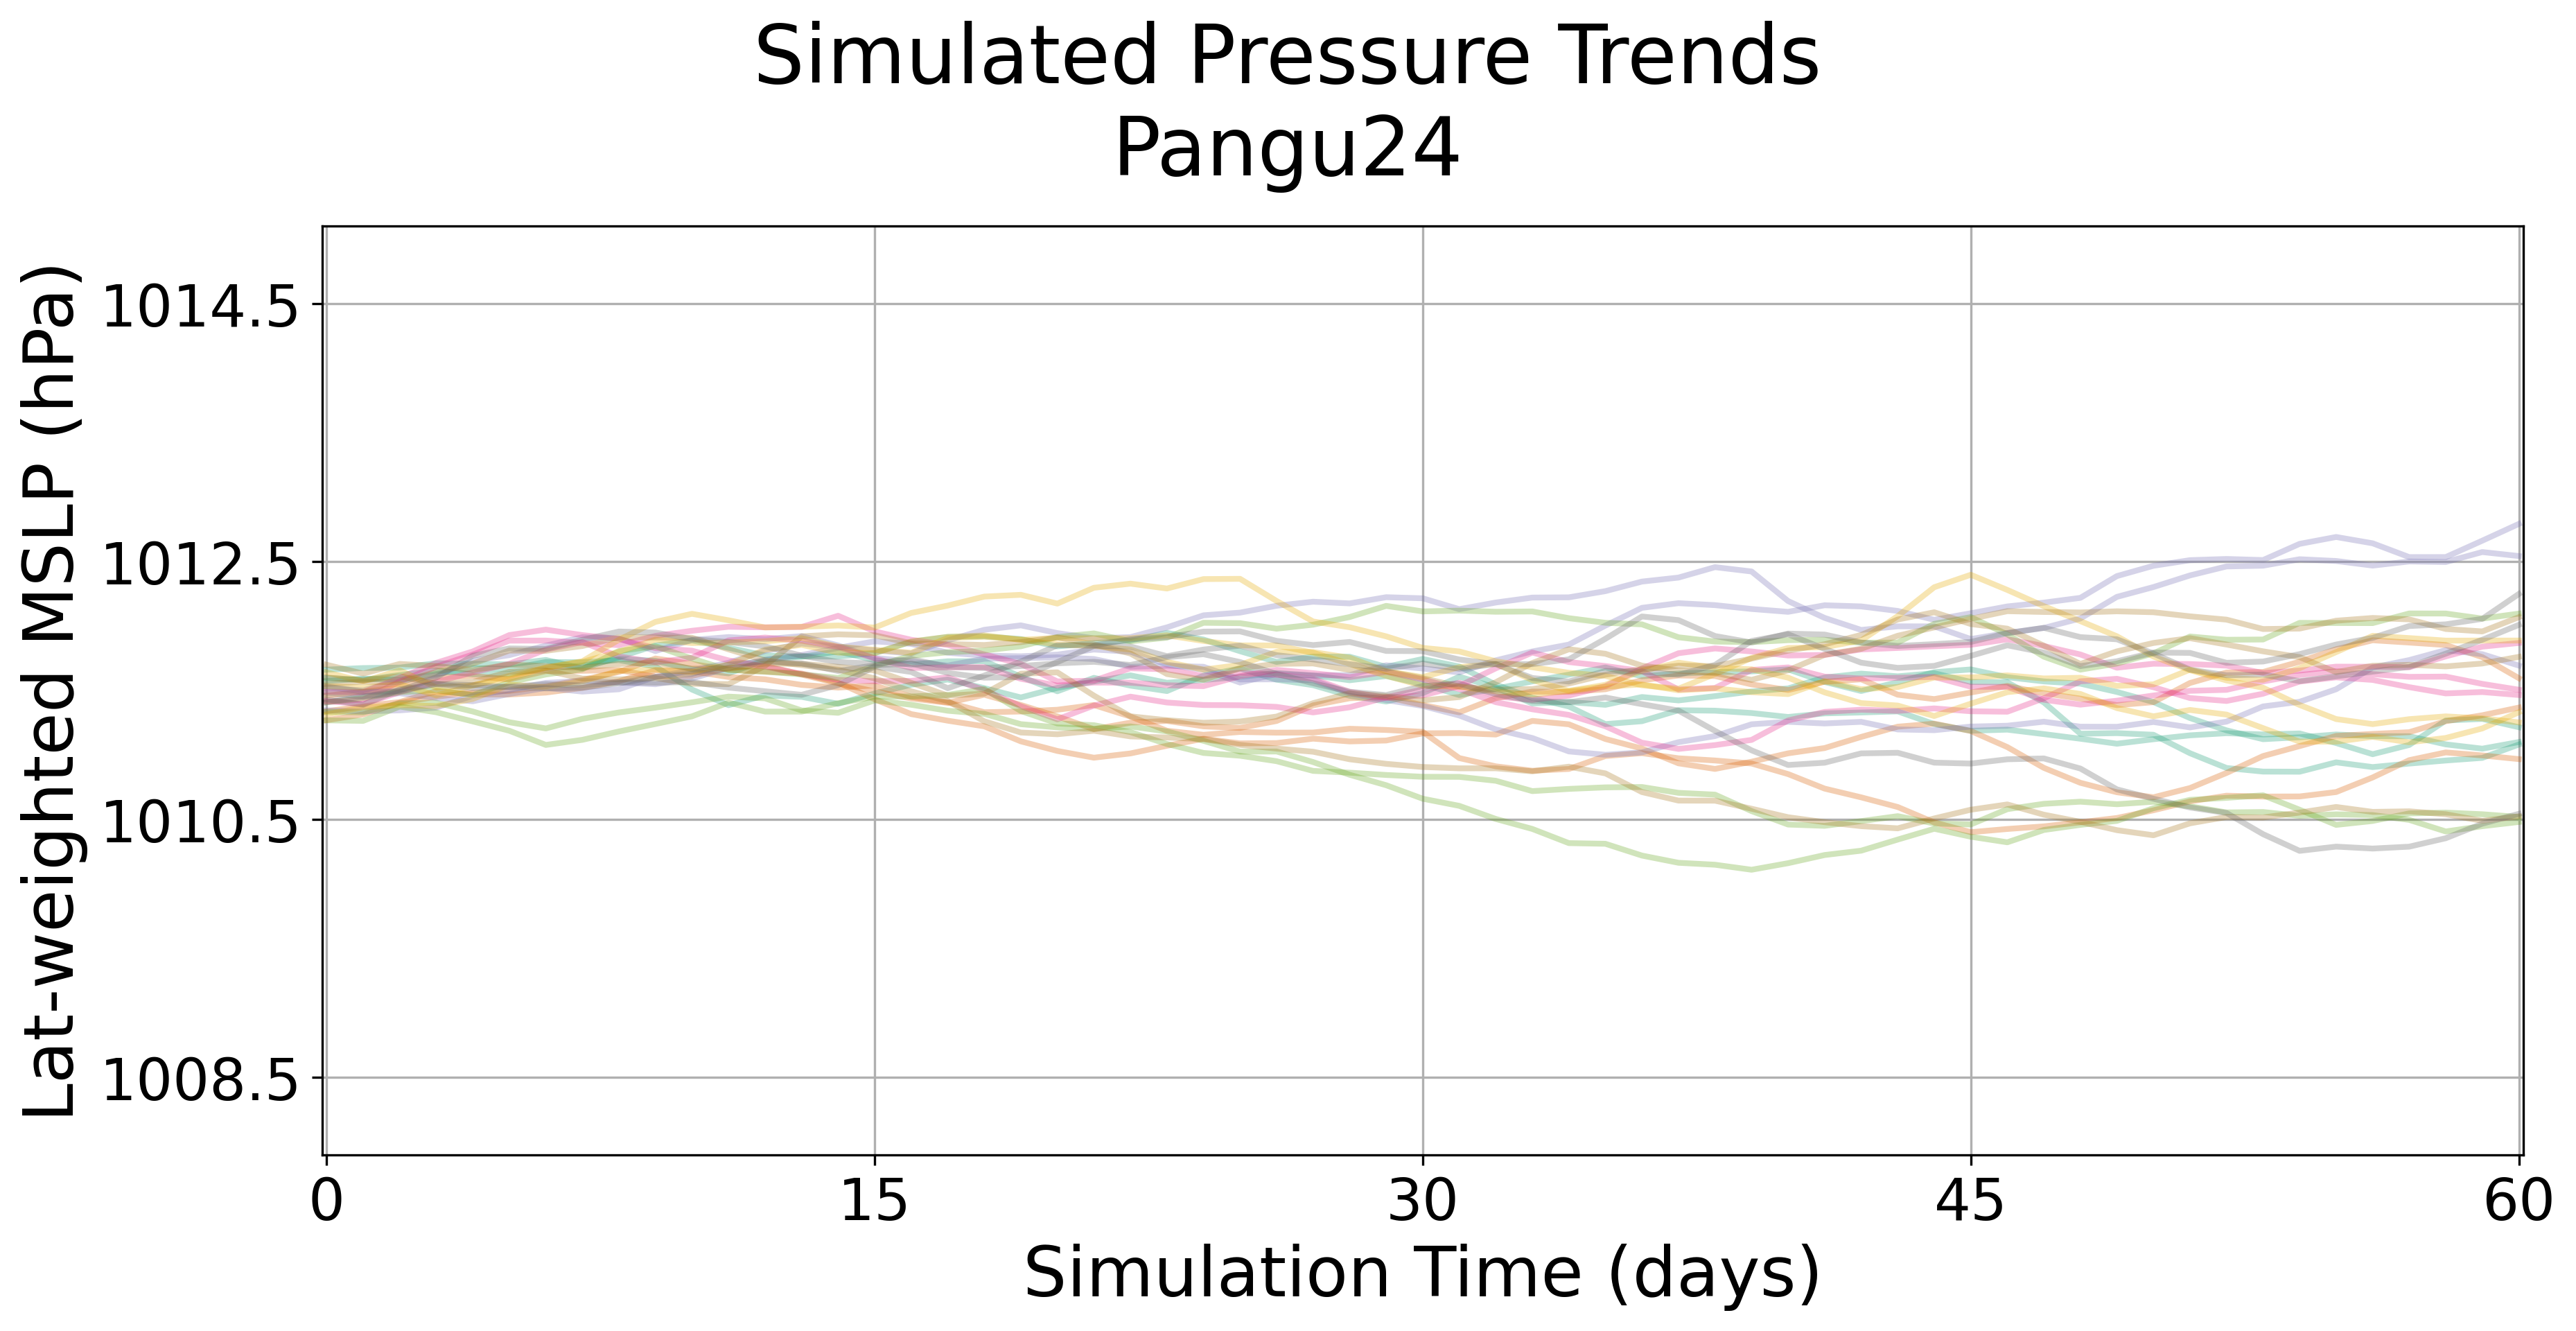 Simulated Pressure Trends
Pangu24
Lat-weighted MSLP (hPa)
1014.5
1012.5
1010.5
1008.5
0 15 30 45 60
Simulation Time (days)